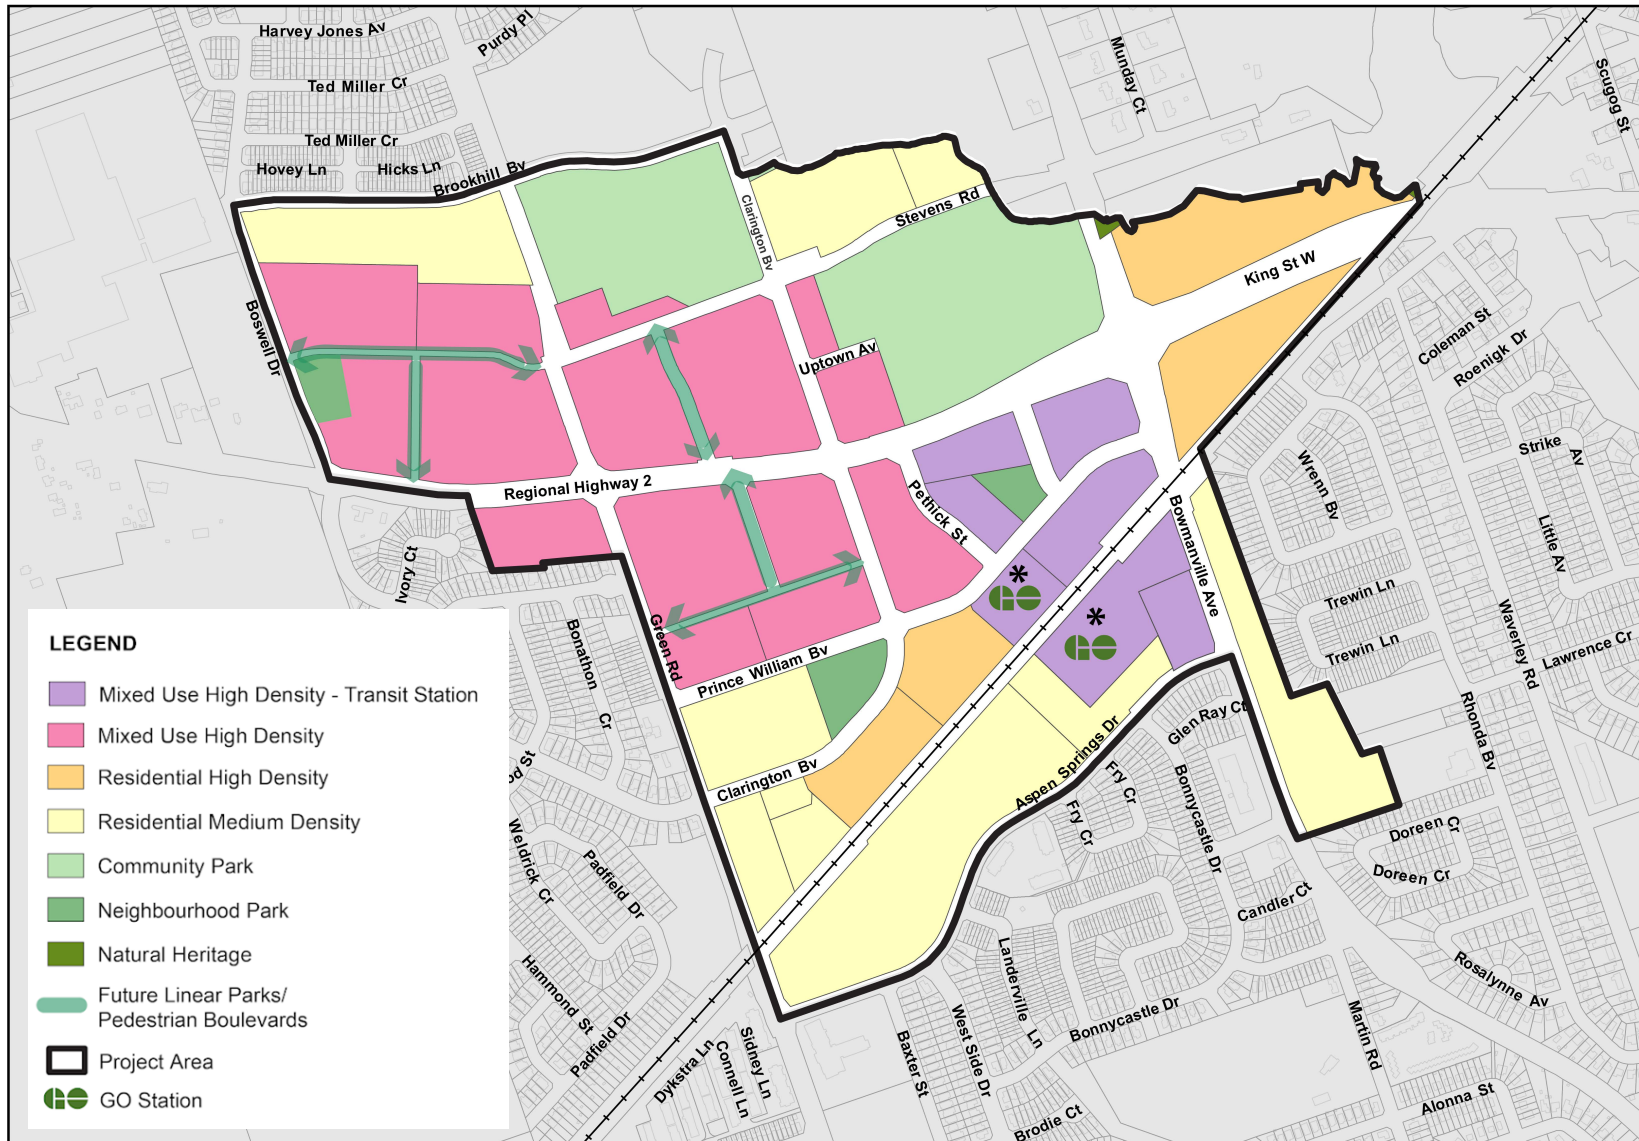 Harvey Jones Av
Purdy Pl
Ted Miller Cr
Munday Ct
Scugog St
Ted Miller Cr
Hovey Ln
Hicks Ln
Brookhill Bv
Clarington Bv
Stevens Rd
King St W
Boswell Dr
Uptown Av
Coleman St
Roenigk Dr
Strike Av
Regional Highway 2
Pethick St
Wrenn Bv
Bowmanville Ave
Little Av
Ivory Ct
*
GO
*
GO
Trewin Ln
Trewin Ln
Waverley Rd
Lawrence Cr
Green Rd
Bonathon Cr
Prince William Bv
Glen Ray Ct
Rhonda Bv
Clarington Bv
Aspen Springs Dr
Fry Cr
Fry Cr
Bonnycastle Dr
Doreen Cr
Doreen Cr
od St
Weldrick Cr
Padfield Dr
Candler Ct
Landerville Ln
Rosalynne Av
Hammond St
Padfield Dr
Bonnycastle Dr
West Side Dr
Baxter St
Martin Rd
Dykstra Ln
Connell Ln
Sidney Ln
Brodie Ct
Alonna St
LEGEND
Mixed Use High Density - Transit Station
Mixed Use High Density
Residential High Density
Residential Medium Density
Community Park
Neighbourhood Park
Natural Heritage
Future Linear Parks/
Pedestrian Boulevards
Project Area
GO GO Station